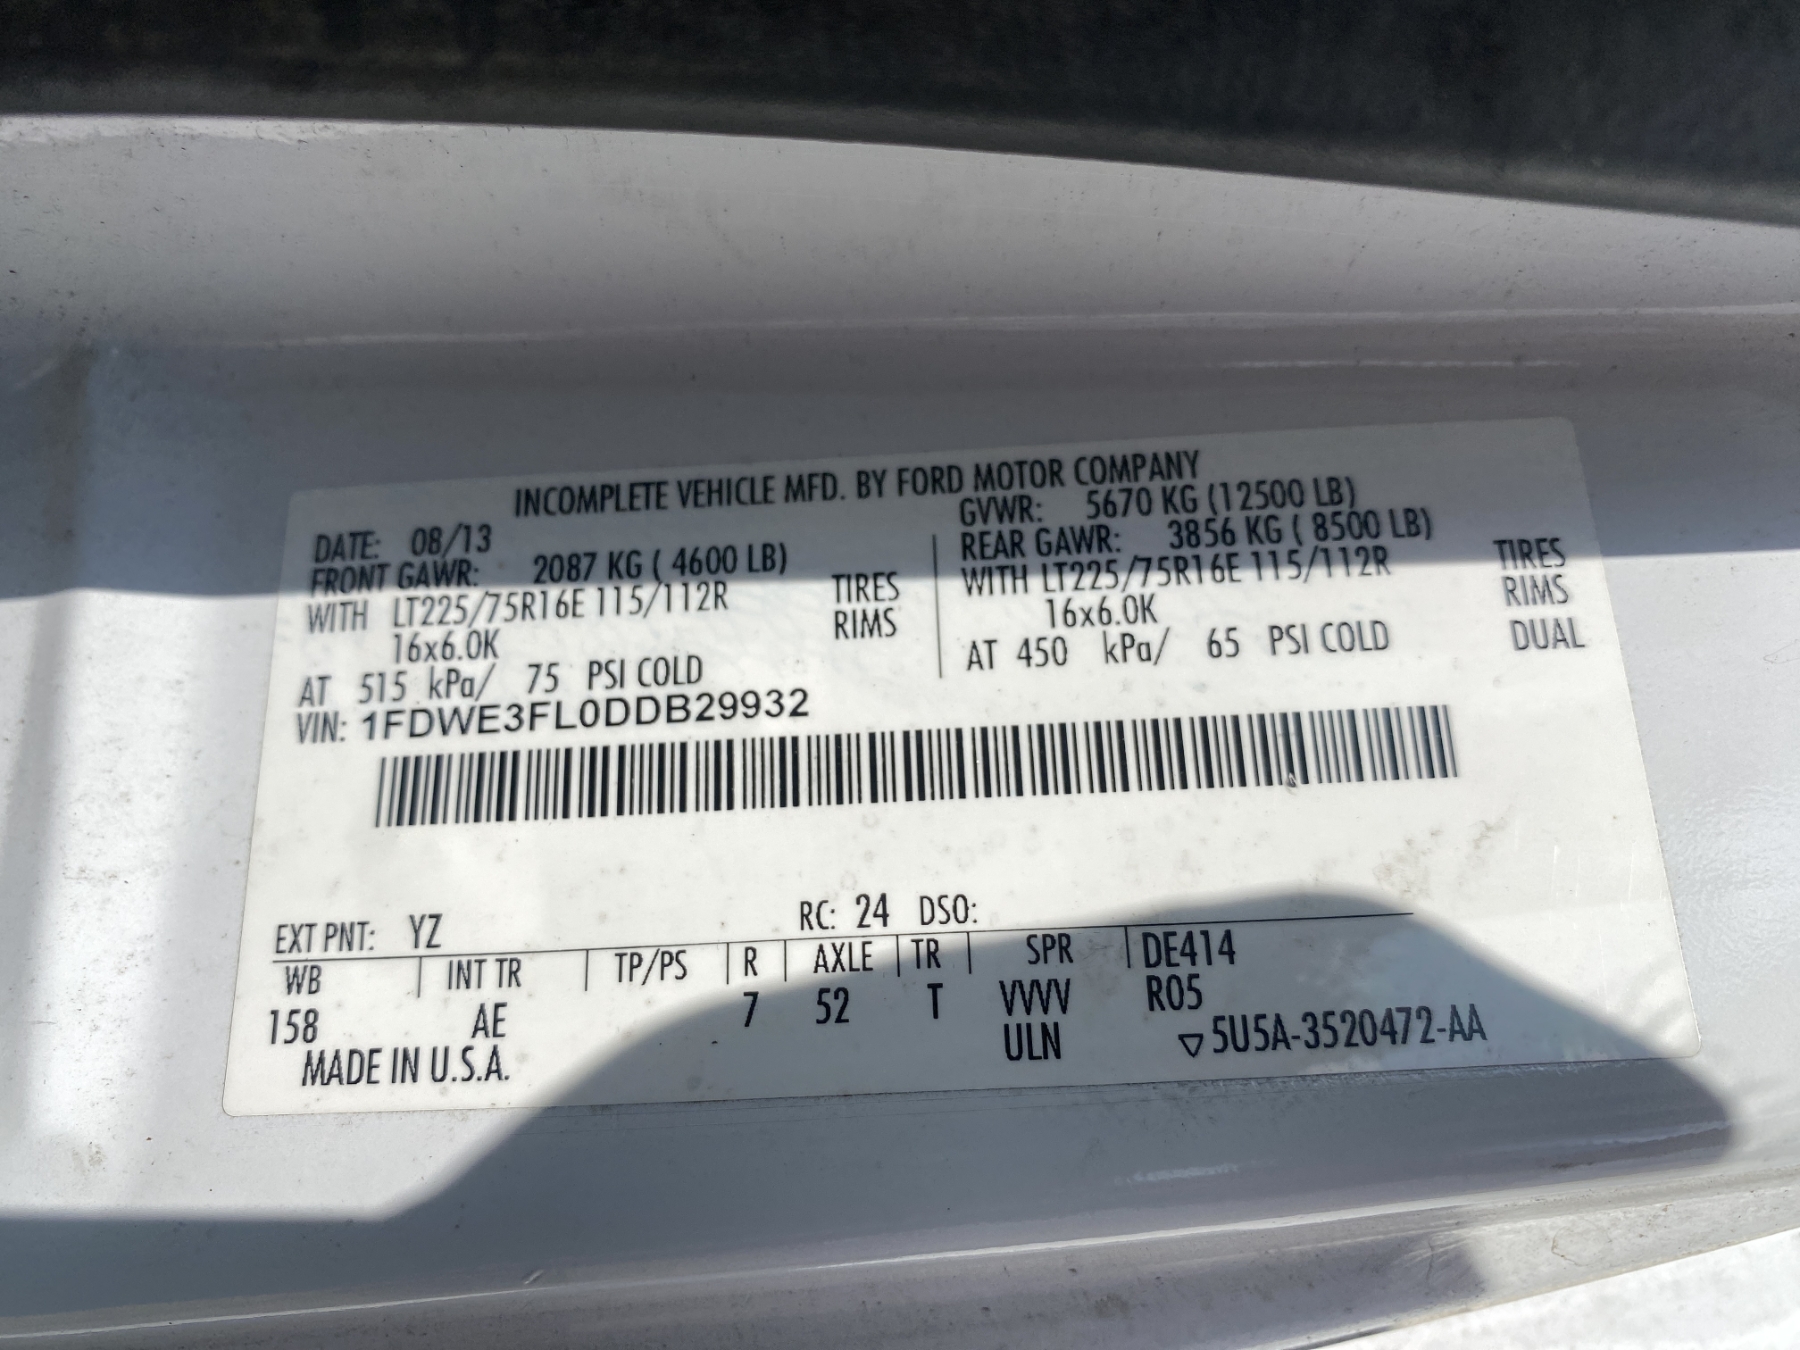 INCOMPLETE VEHICLE MFD. BY FORD MOTOR COMPANY
DATE: 08/13
GVWR: 5670 KG (12500 LB)
FRONT GAWR: 2087 KG ( 4600 LB)
REAR GAWR: 3856 KG ( 8500 LB)
WITH LT225/75R16E 115/112R TIRES
WITH LT225/75R16E 115/112R TIRES
16x6.0K RIMS
16x6.0K RIMS
AT 515 kPa/ 75 PSI COLD
AT 450 kPa/ 65 PSI COLD DUAL
VIN: 1FDWE3FL0DDB29932
EXT PNT: YZ RC: 24 DSO:
WB INT TR TP/PS R AXLE TR SPR DE414
158 AE 7 52 T VVVV R05
MADE IN U.S.A. ULN ▽5U5A-3520472-AA